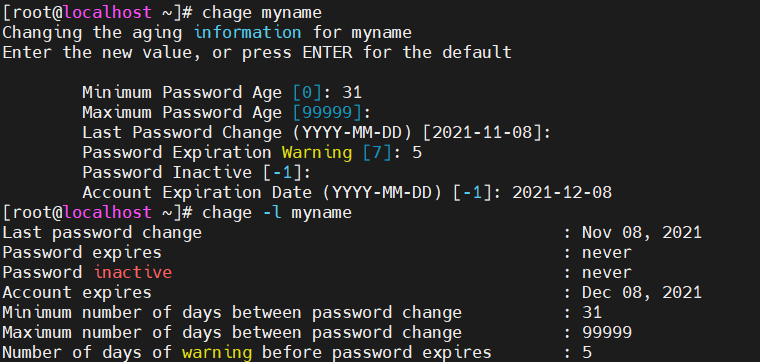 [root@localhost ~]# chage myname
Changing the aging information for myname
Enter the new value, or press ENTER for the default
Minimum Password Age [0]: 31
Maximum Password Age [99999]:
Last Password Change (YYYY-MM-DD) [2021-11-08]:
Password Expiration Warning [7]: 5
Password Inactive [-1]:
Account Expiration Date (YYYY-MM-DD) [-1]: 2021-12-08
[root@localhost ~]# chage -l myname
Last password change : Nov 08, 2021
Password expires : never
Password inactive : never
Account expires : Dec 08, 2021
Minimum number of days between password change : 31
Maximum number of days between password change : 99999
Number of days of warning before password expires : 5